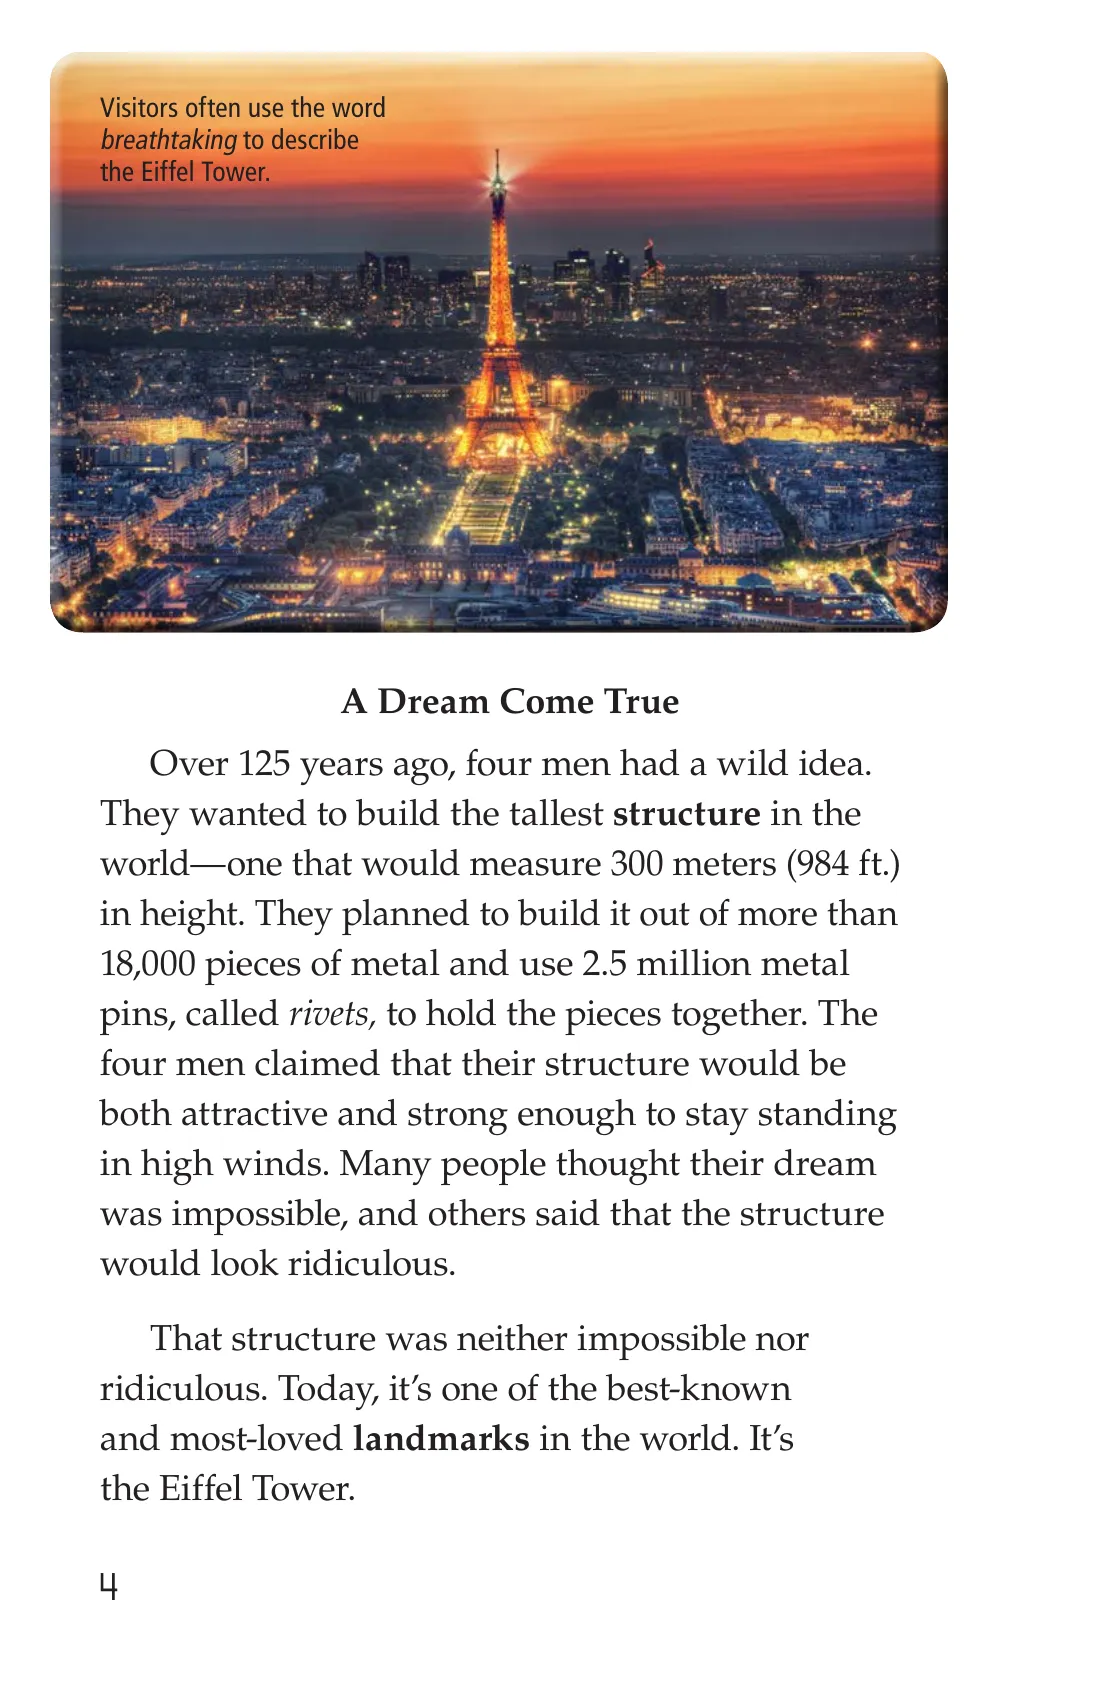 Visitors often use the word
breathtaking to describe
the Eiffel Tower.
A Dream Come True
Over 125 years ago, four men had a wild idea.
They wanted to build the tallest structure in the
world—one that would measure 300 meters (984 ft.)
in height. They planned to build it out of more than
18,000 pieces of metal and use 2.5 million metal
pins, called rivets, to hold the pieces together. The
four men claimed that their structure would be
both attractive and strong enough to stay standing
in high winds. Many people thought their dream
was impossible, and others said that the structure
would look ridiculous.
That structure was neither impossible nor
ridiculous. Today, it’s one of the best-known
and most-loved landmarks in the world. It’s
the Eiffel Tower.
4